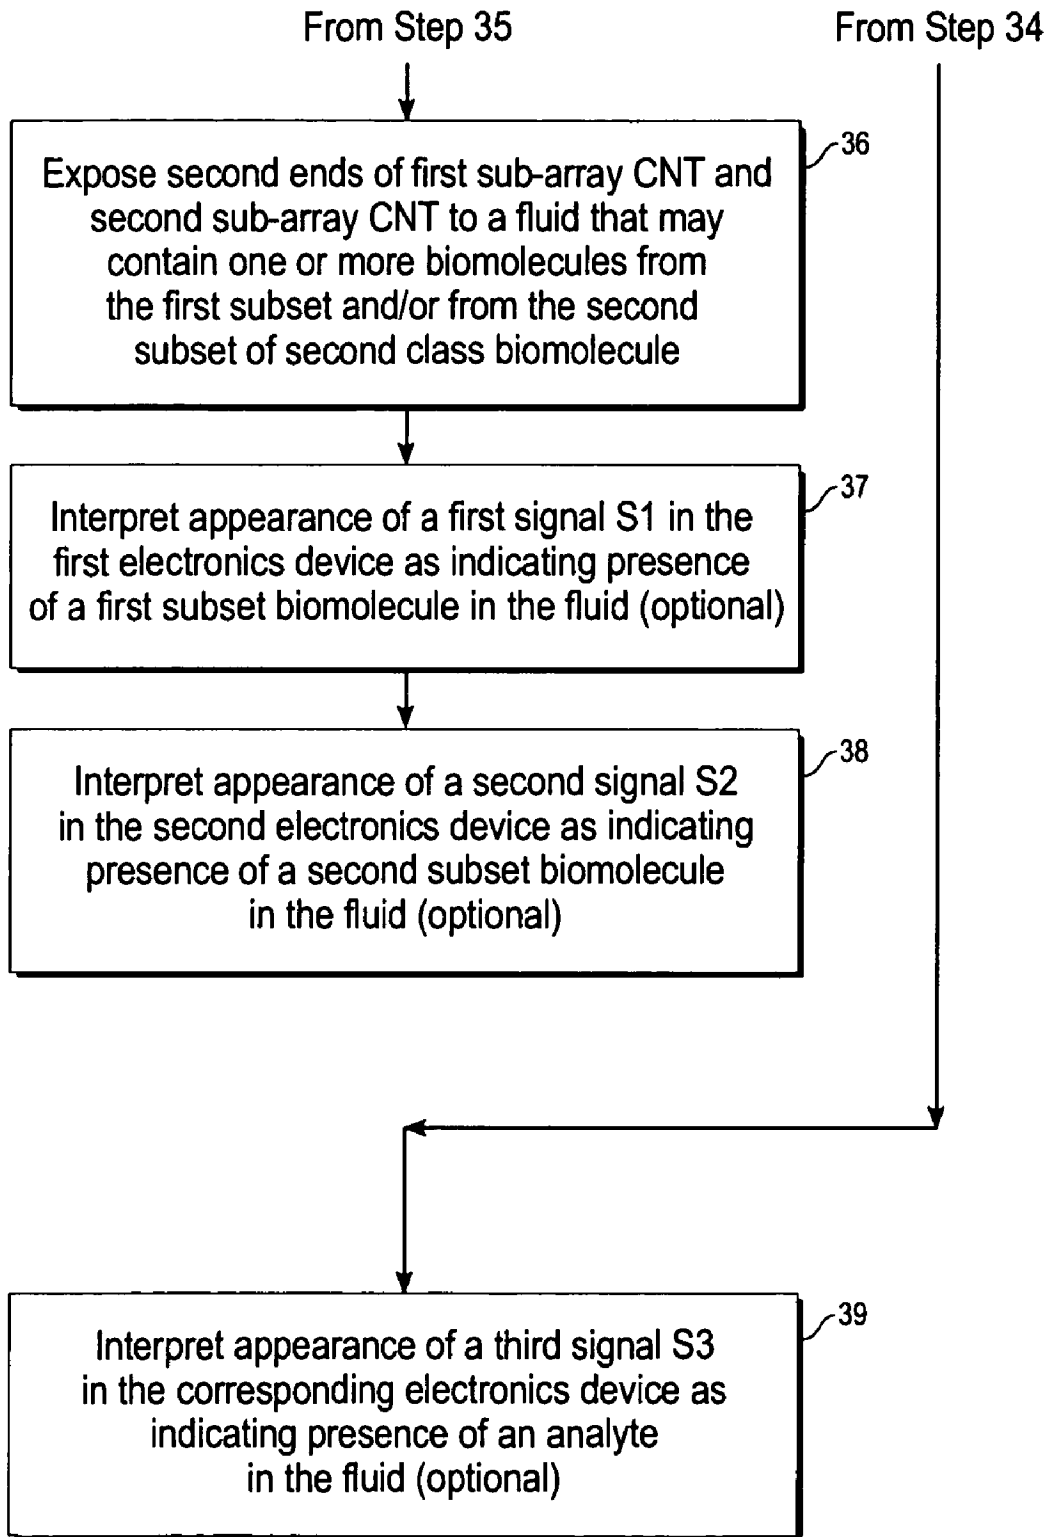 From Step 35
From Step 34
36
Expose second ends of first sub-array CNT and
second sub-array CNT to a fluid that may
contain one or more biomolecules from
the first subset and/or from the second
subset of second class biomolecule
37
Interpret appearance of a first signal S1 in the
first electronics device as indicating presence
of a first subset biomolecule in the fluid (optional)
38
Interpret appearance of a second signal S2
in the second electronics device as indicating
presence of a second subset biomolecule
in the fluid (optional)
39
Interpret appearance of a third signal S3
in the corresponding electronics device as
indicating presence of an analyte
in the fluid (optional)